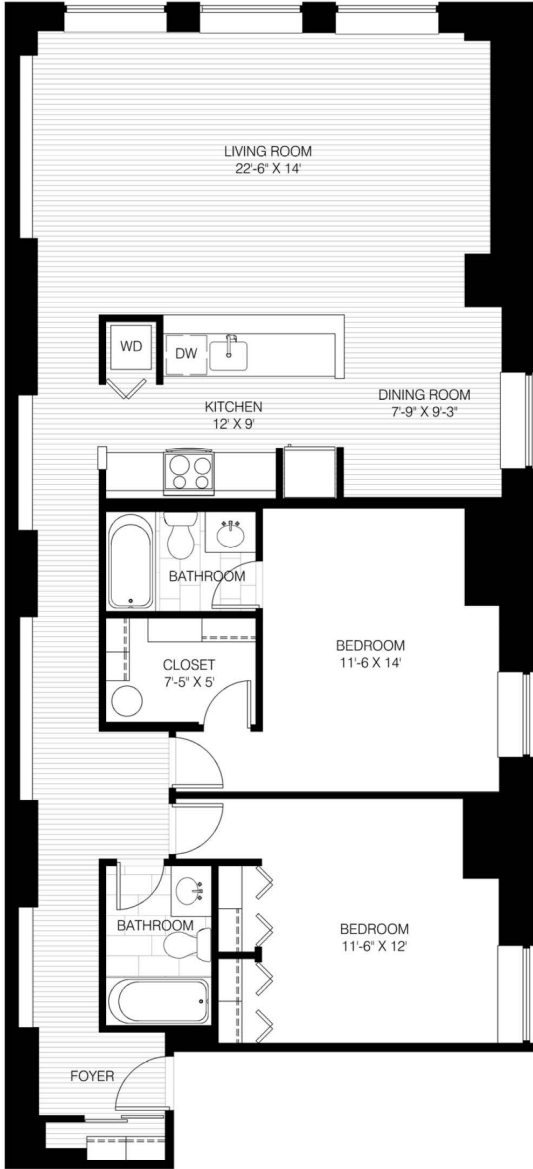 LIVING ROOM
22'-6" X 14'
WD
DW
KITCHEN
12' X 9'
DINING ROOM
7'-9" X 9'-3"
BATHROOM
CLOSET
7'-5" X 5'
BEDROOM
11'-6 X 14'
BATHROOM
BEDROOM
11'-6" X 12'
FOYER